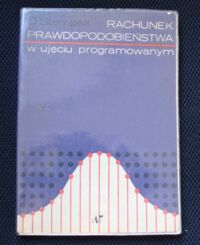 D. Stempell RACHUNEK
PRAWDOPODOBIEŃSTWA
w ujęciu programowanym